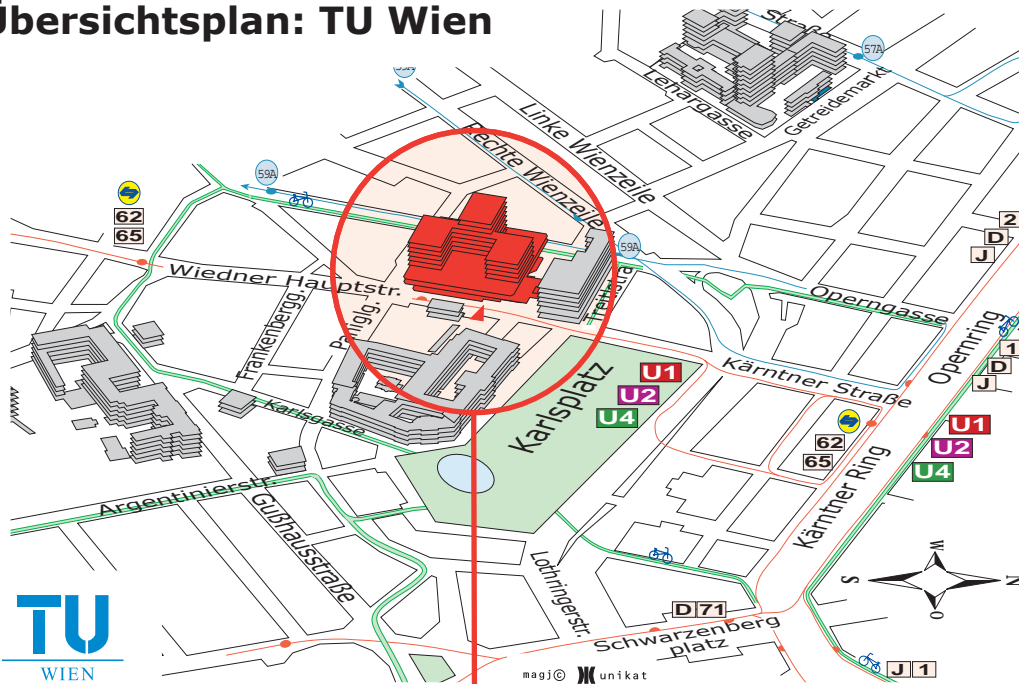 Übersichtsplan: TU Wien
Straße
57A
Lehargasse
Getreidemarkt
Linke Wienzeile
Rechte Wienzeile
59A
59A
62
65
2
D
J
Wiedner Hauptstr.
Treitlstr.
Operngasse
Frankenbergg.
Paniglg.
Opernring
1
D
J
Kärntner Straße
Karlsplatz
U1
U2
U4
Karlsgasse
62
65
U1
U2
U4
Argentinierstr.
Kärntner Ring
Gußhausstraße
Lothringerstr.
W
S
N
O
TU
WIEN
D 71
Schwarzenberg
platz
J 1
magj© unikat